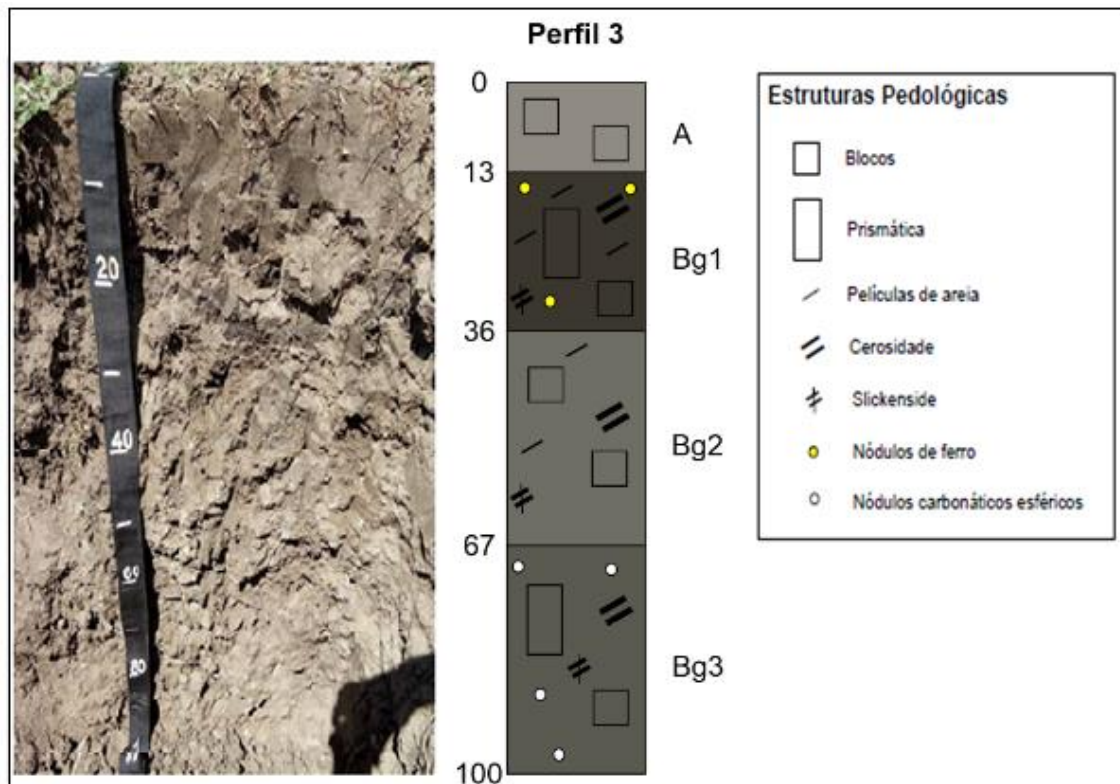 Perfil 3
20
40
60
80
0
13
36
67
100
A
Bg1
Bg2
Bg3
Estruturas Pedológicas
Blocos
Prismática
Películas de areia
Cerosidade
Slickenside
Nódulos de ferro
Nódulos carbonáticos esféricos